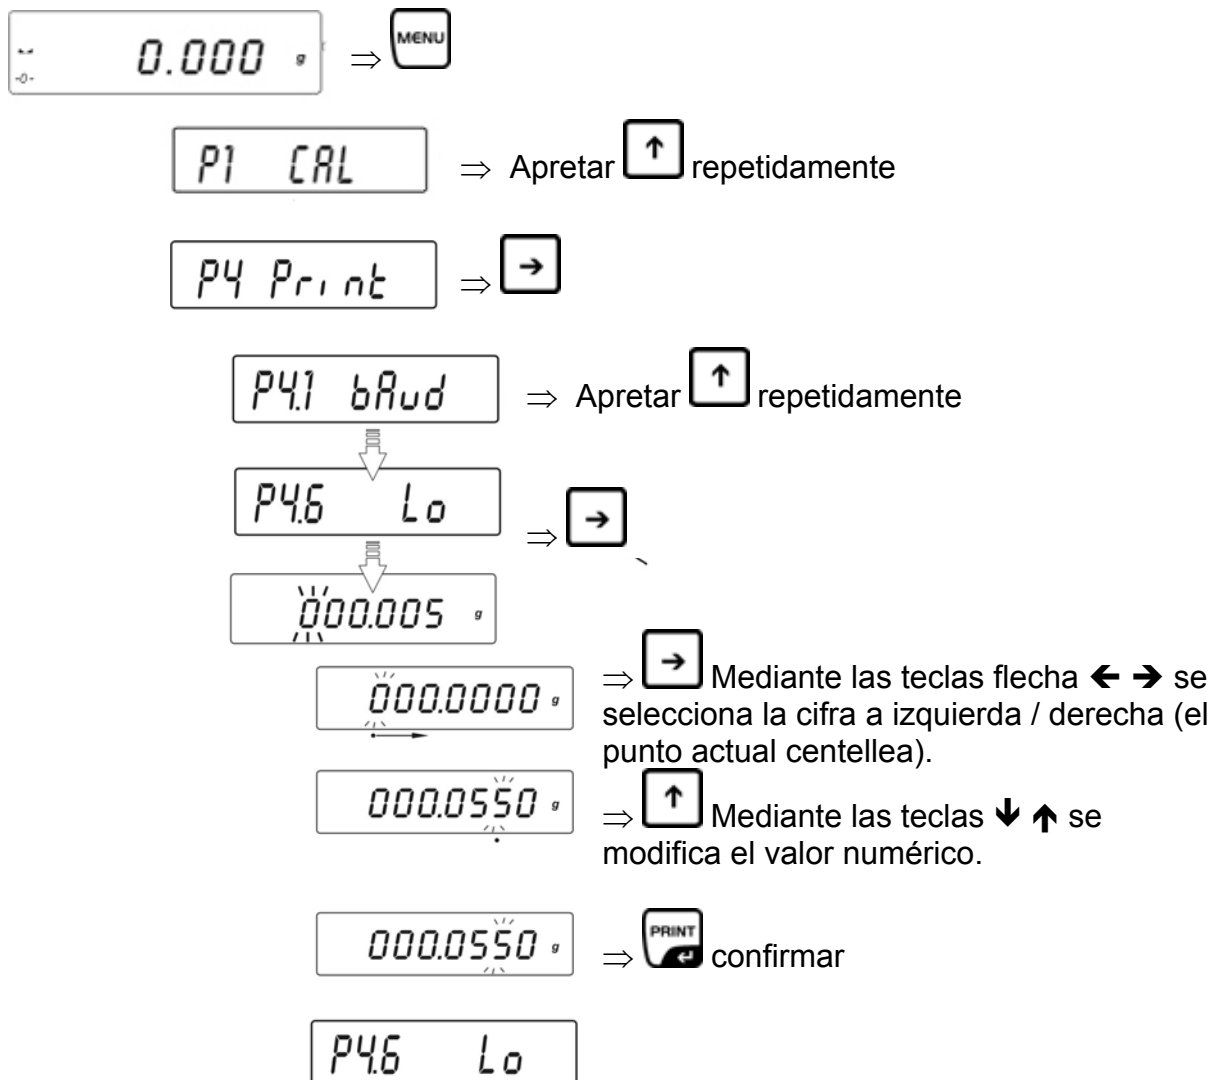 -0- 0.000 g ⇒ MENU
P1 CAL ⇒ Apretar ↑ repetidamente
P4 Print ⇒ →
P4.1 bAud ⇒ Apretar ↑ repetidamente
P4.6 Lo ⇒ →
000.005 g
000.0000 g ⇒ → Mediante las teclas flecha ← → se
selecciona la cifra a izquierda / derecha (el
punto actual centellea).
000.0550 g ⇒ ↑ Mediante las teclas ↓ ↑ se
modifica el valor numérico.
000.0550 g ⇒ PRINT ↵ confirmar
P4.6 Lo